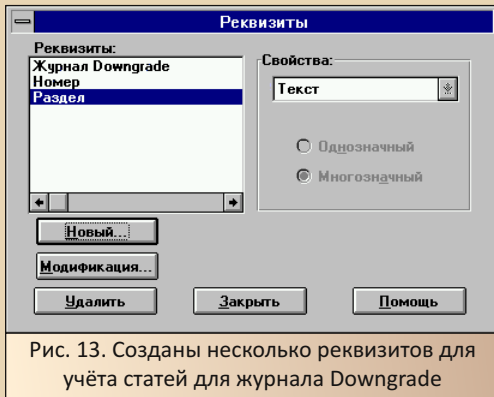 Реквизиты
Реквизиты:
Журнал Downgrade
Номер
Раздел
Свойства:
Текст
Однозначный
Многозначный
Новый...
Модификация...
Удалить
Закрыть
Помощь
Рис. 13. Созданы несколько реквизитов для
учёта статей для журнала Downgrade